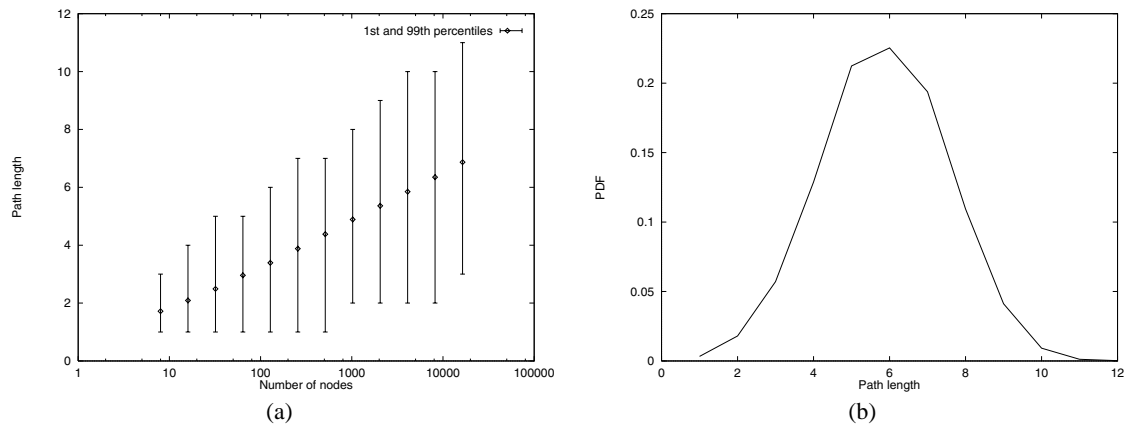 12
10
8
6
4
2
0
Path length
1st and 99th percentiles
1 10 100 1000 10000 100000
Number of nodes
(a)
0.25
0.2
0.15
0.1
0.05
0
PDF
0 2 4 6 8 10 12
Path length
(b)